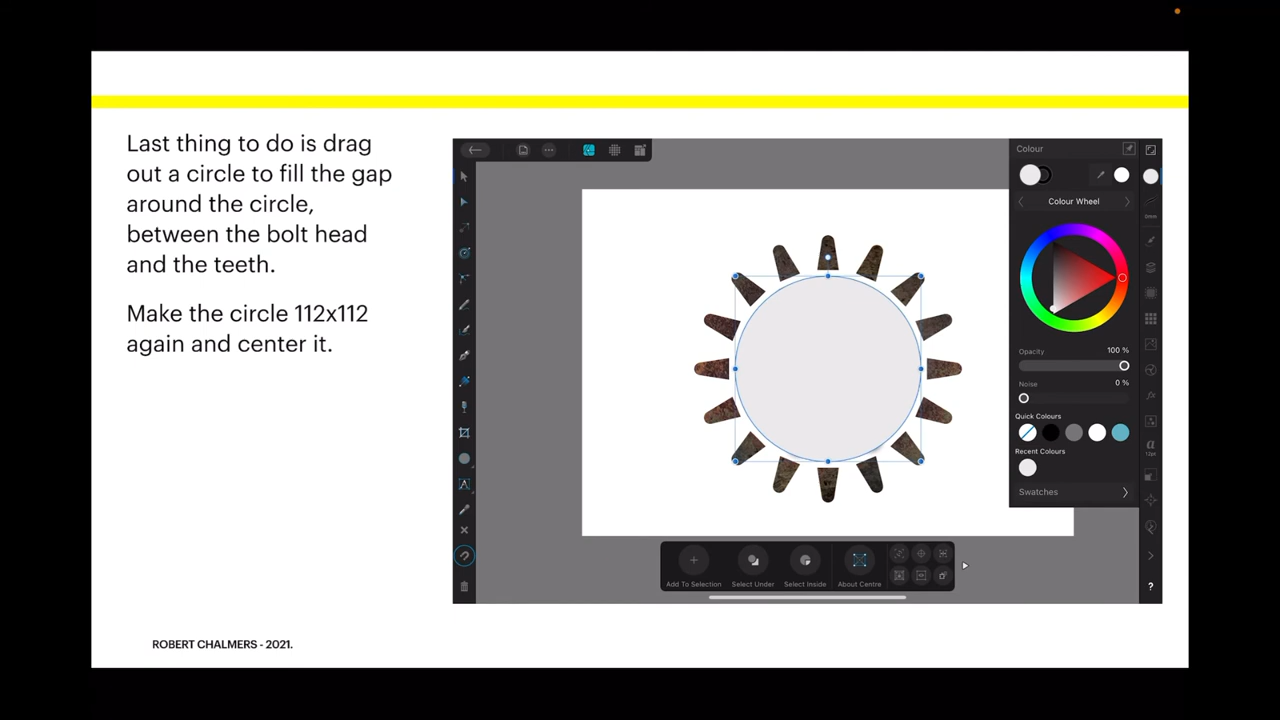 Last thing to do is drag
out a circle to fill the gap
around the circle,
between the bolt head
and the teeth.
Make the circle 112x112
again and center it.
Colour
Colour Wheel
0mm
Opacity 100 %
Noise 0 %
Quick Colours
Recent Colours
Swatches
a
12pt
A
Add To Selection Select Under Select Inside About Centre
?
ROBERT CHALMERS - 2021.